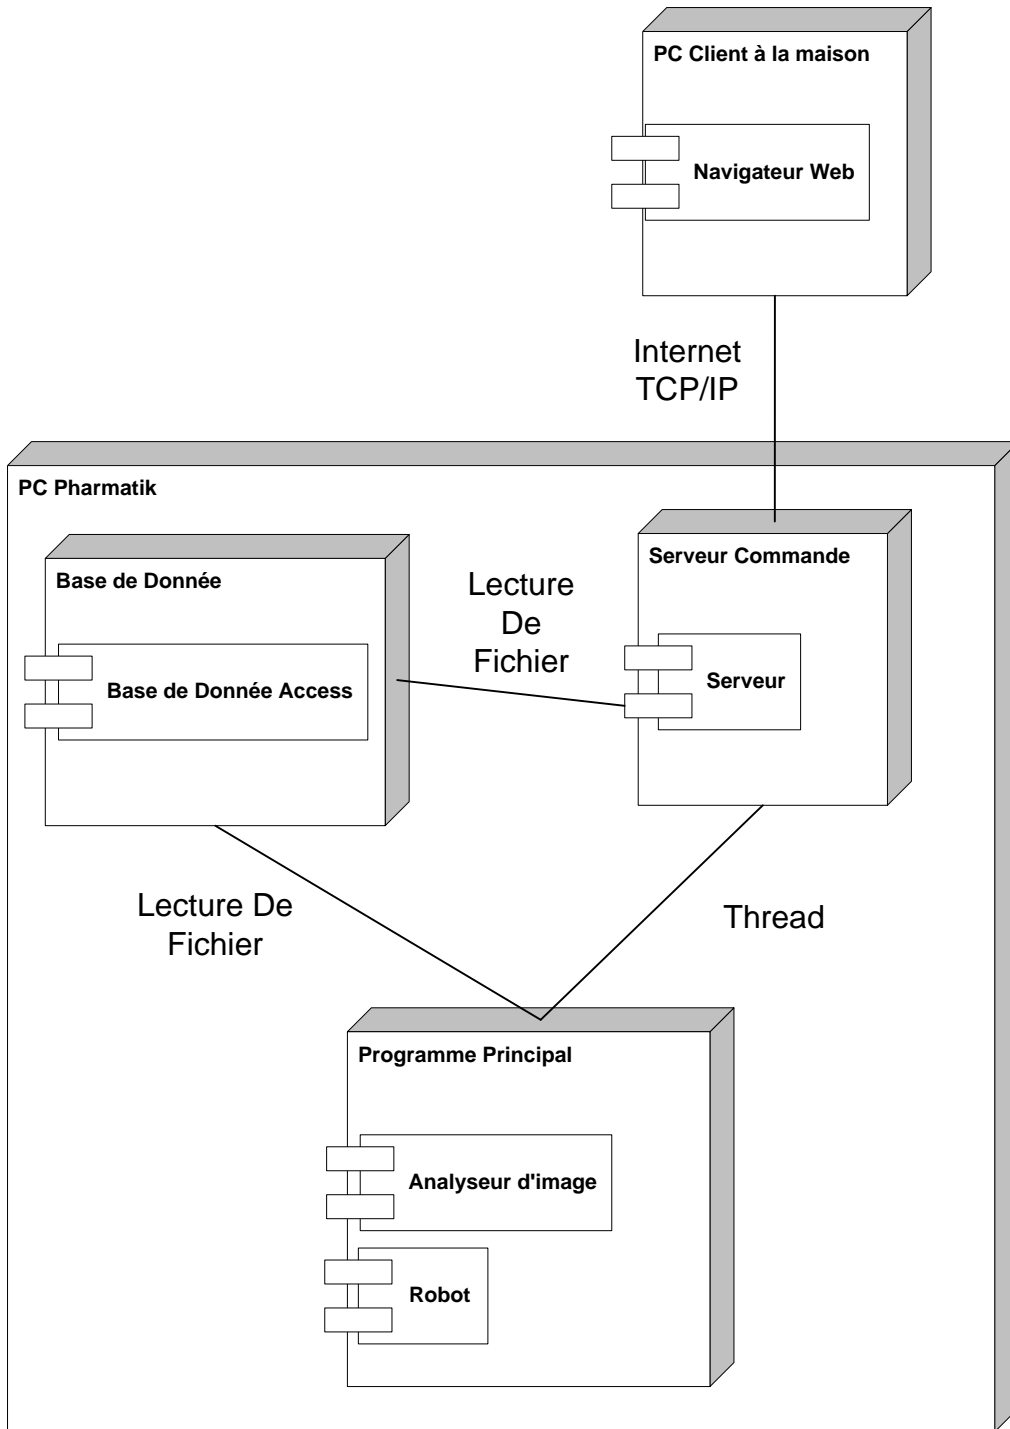 PC Client à la maison
Navigateur Web
Internet
TCP/IP
PC Pharmatik
Base de Donnée
Base de Donnée Access
Lecture
De
Fichier
Serveur Commande
Serveur
Lecture De
Fichier
Thread
Programme Principal
Analyseur d'image
Robot